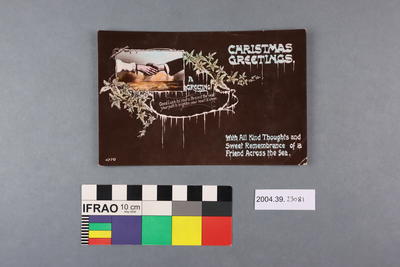 CHRISTMAS
GREETINGS.
A
GREETING
With All Kind Thoughts and
Sweet Remembrance of a
Friend Across the Sea.
IFRAO
10 cm
2004.39.23081